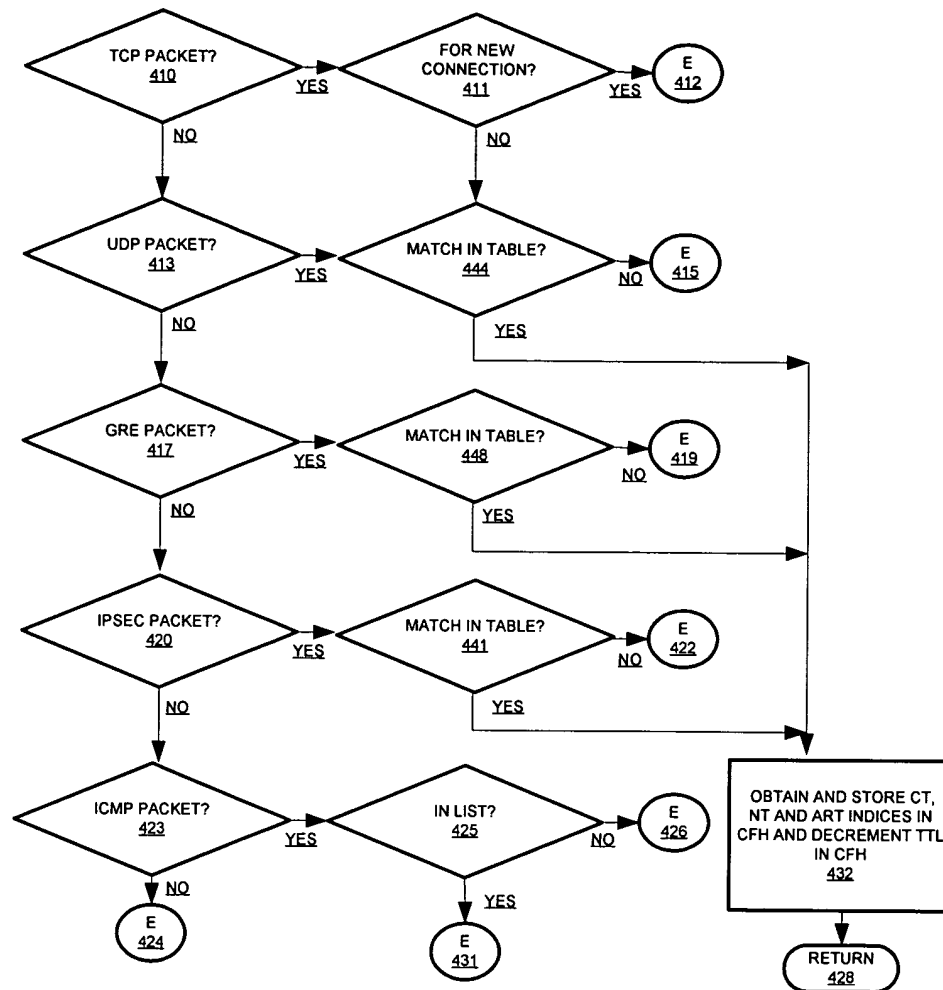 TCP PACKET?
410
YES
NO
FOR NEW
CONNECTION?
411
YES
NO
E
412
UDP PACKET?
413
YES
NO
MATCH IN TABLE?
444
NO
YES
E
415
GRE PACKET?
417
YES
NO
MATCH IN TABLE?
448
NO
YES
E
419
IPSEC PACKET?
420
YES
NO
MATCH IN TABLE?
441
NO
YES
E
422
ICMP PACKET?
423
YES
NO
IN LIST?
425
NO
YES
E
426
E
424
E
431
OBTAIN AND STORE CT,
NT AND ART INDICES IN
CFH AND DECREMENT TTL
IN CFH
432
RETURN
428